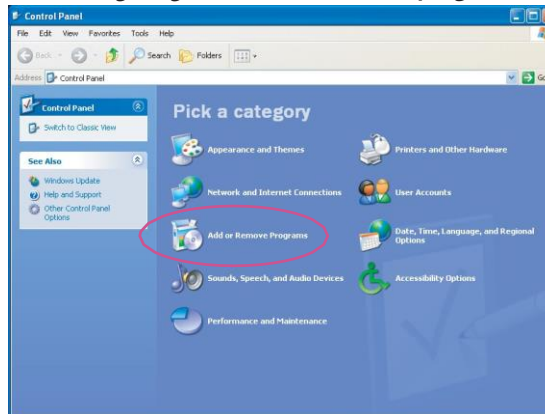 Control Panel
File Edit View Favorites Tools Help
Back Search Folders
Address Control Panel
Control Panel
Switch to Classic View
See Also
Windows Update
Help and Support
Other Control Panel
Options
Pick a category
Appearance and Themes
Printers and Other Hardware
Network and Internet Connections
User Accounts
Add or Remove Programs
Date, Time, Language, and Regional
Options
Sounds, Speech, and Audio Devices
Accessibility Options
Performance and Maintenance